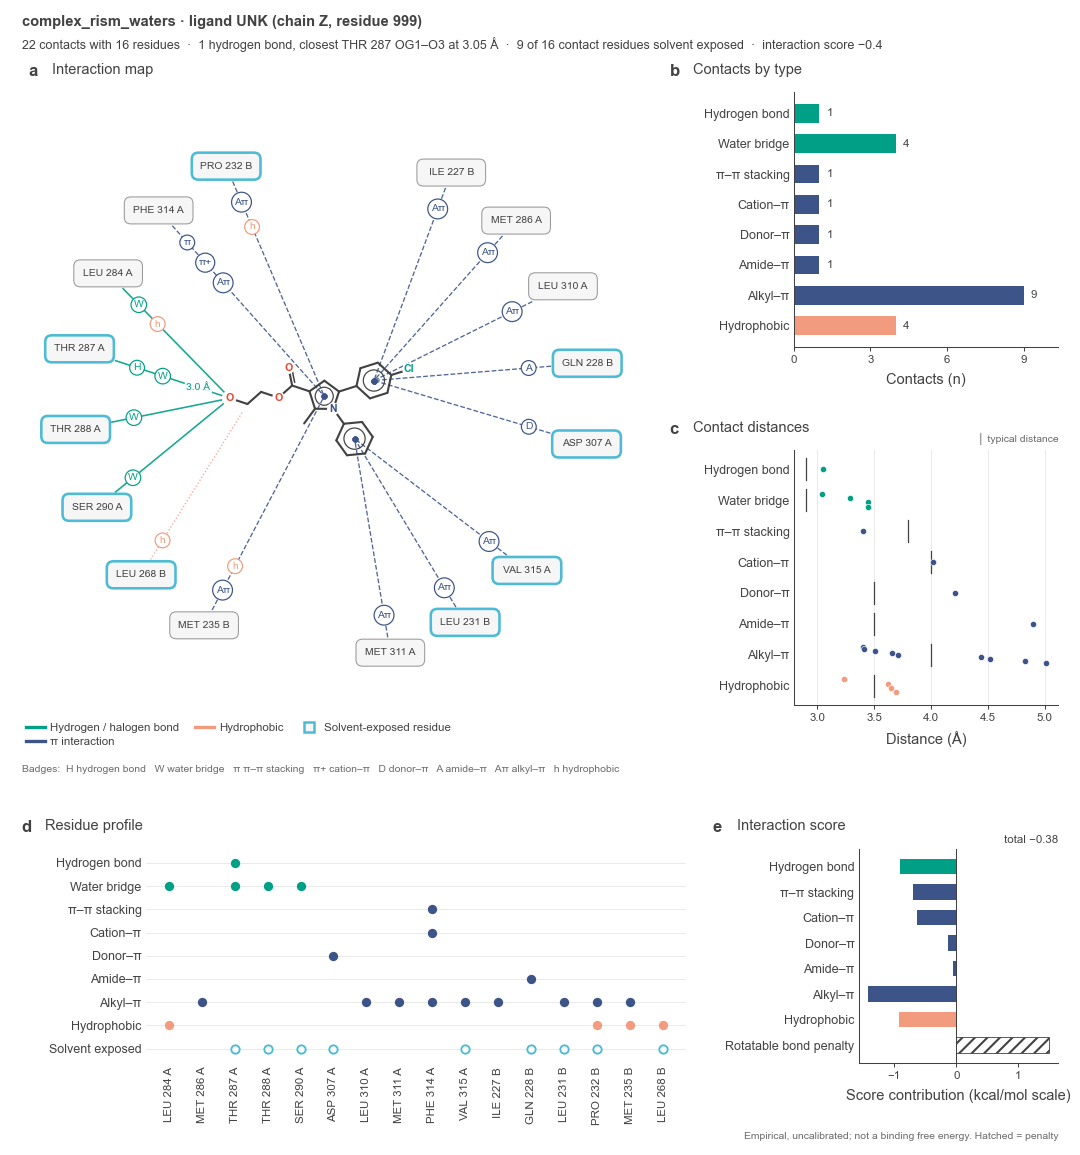 complex_rism_waters · ligand UNK (chain Z, residue 999)
22 contacts with 16 residues · 1 hydrogen bond, closest THR 287 OG1–O3 at 3.05 Å · 9 of 16 contact residues solvent exposed · interaction score −0.4
a Interaction map
PRO 232 B
ILE 227 B
Aπ
PHE 314 A
Aπ
MET 286 A
h
π
Aπ
π+
LEU 284 A
Aπ
LEU 310 A
W
Aπ
h
THR 287 A
H
W
3.0 Å
O
Cl
A
GLN 228 B
O
O
N
THR 288 A
W
D
ASP 307 A
W
SER 290 A
h
Aπ
LEU 268 B
h
VAL 315 A
Aπ
Aπ
MET 235 B
Aπ
LEU 231 B
MET 311 A
Hydrogen / halogen bond
Hydrophobic
Solvent-exposed residue
π interaction
Badges: H hydrogen bond W water bridge π π–π stacking π+ cation–π D donor–π A amide–π Aπ alkyl–π h hydrophobic
b Contacts by type
Hydrogen bond 1
Water bridge 4
π–π stacking 1
Cation–π 1
Donor–π 1
Amide–π 1
Alkyl–π 9
Hydrophobic 4
0 3 6 9
Contacts (n)
c Contact distances
typical distance
Hydrogen bond
Water bridge
π–π stacking
Cation–π
Donor–π
Amide–π
Alkyl–π
Hydrophobic
3.0 3.5 4.0 4.5 5.0
Distance (Å)
d Residue profile
Hydrogen bond
Water bridge
π–π stacking
Cation–π
Donor–π
Amide–π
Alkyl–π
Hydrophobic
Solvent exposed
LEU 284 A
MET 286 A
THR 287 A
THR 288 A
SER 290 A
ASP 307 A
LEU 310 A
MET 311 A
PHE 314 A
VAL 315 A
ILE 227 B
GLN 228 B
LEU 231 B
PRO 232 B
MET 235 B
LEU 268 B
e Interaction score
total −0.38
Hydrogen bond
π–π stacking
Cation–π
Donor–π
Amide–π
Alkyl–π
Hydrophobic
Rotatable bond penalty
−1 0 1
Score contribution (kcal/mol scale)
Empirical, uncalibrated; not a binding free energy. Hatched = penalty